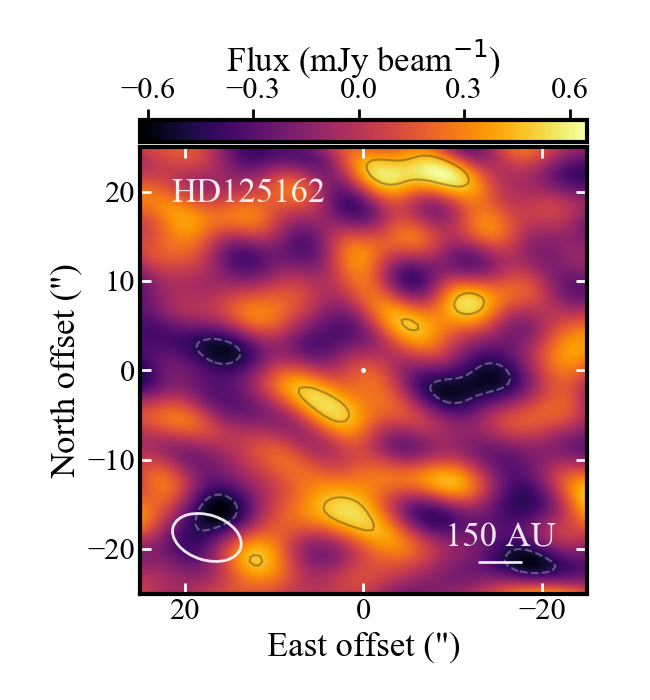 Flux (mJy beam⁻¹)
−0.6 −0.3 0.0 0.3 0.6
HD125162
20
10
0
−10
−20
North offset (")
150 AU
20 0 −20
East offset (")